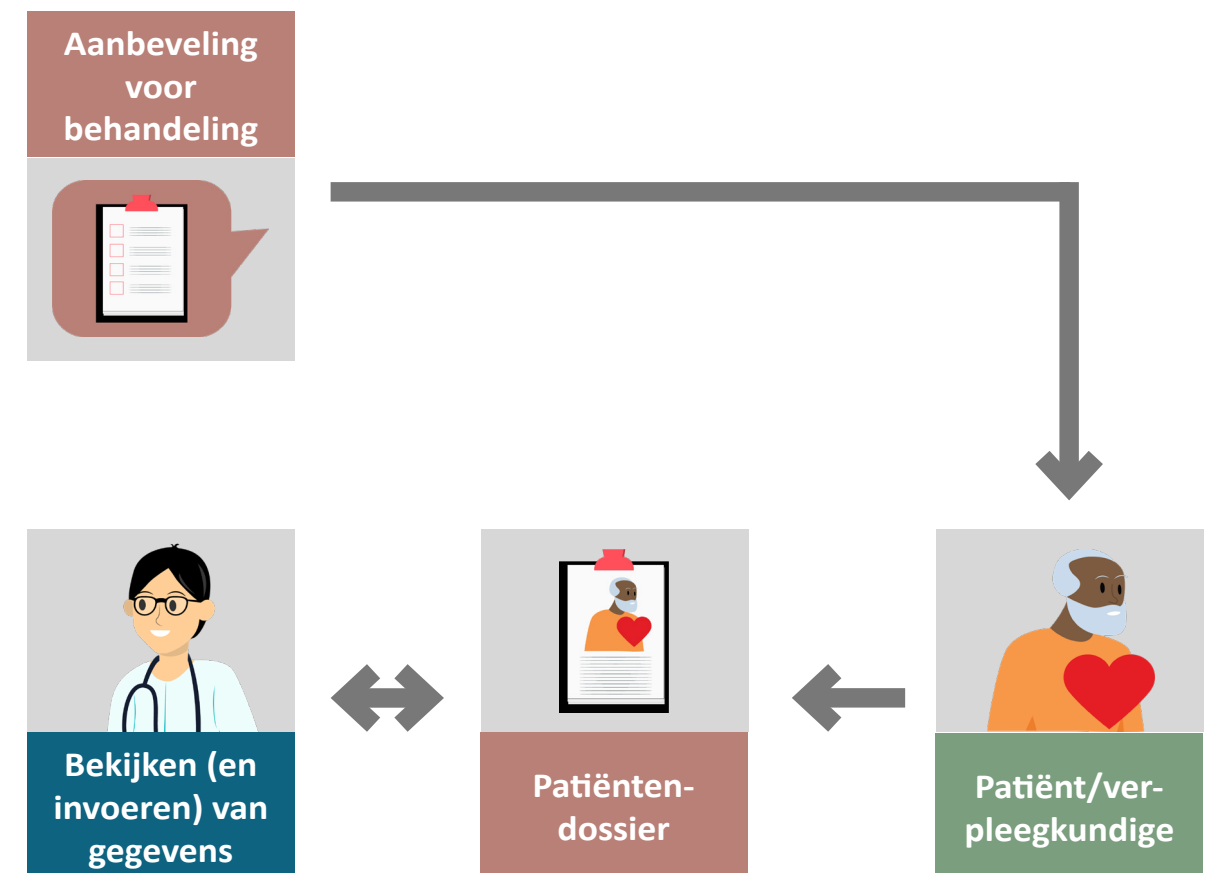 Aanbeveling
voor
behandeling
Bekijken (en
invoeren) van
gegevens
Patiënten-
dossier
Patiënt/ver-
pleegkundige